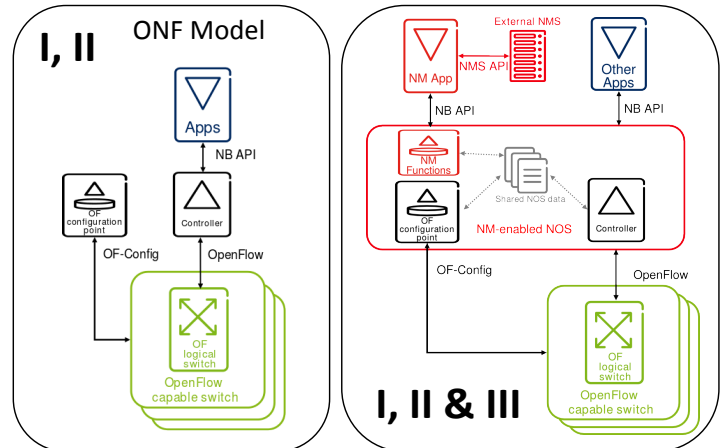 ONF Model
I, II
Apps
NB API
OF
configuration
point
Controller
OF-Config
OpenFlow
OF
logical
switch
OpenFlow
capable switch
External NMS
NM App
NMS API
Other
Apps
NB API
NB API
NM
Functions
Shared NOS data
OF
configuration
point
NM-enabled NOS
Controller
OF-Config
OpenFlow
OF
logical
switch
OpenFlow
capable switch
I, II & III